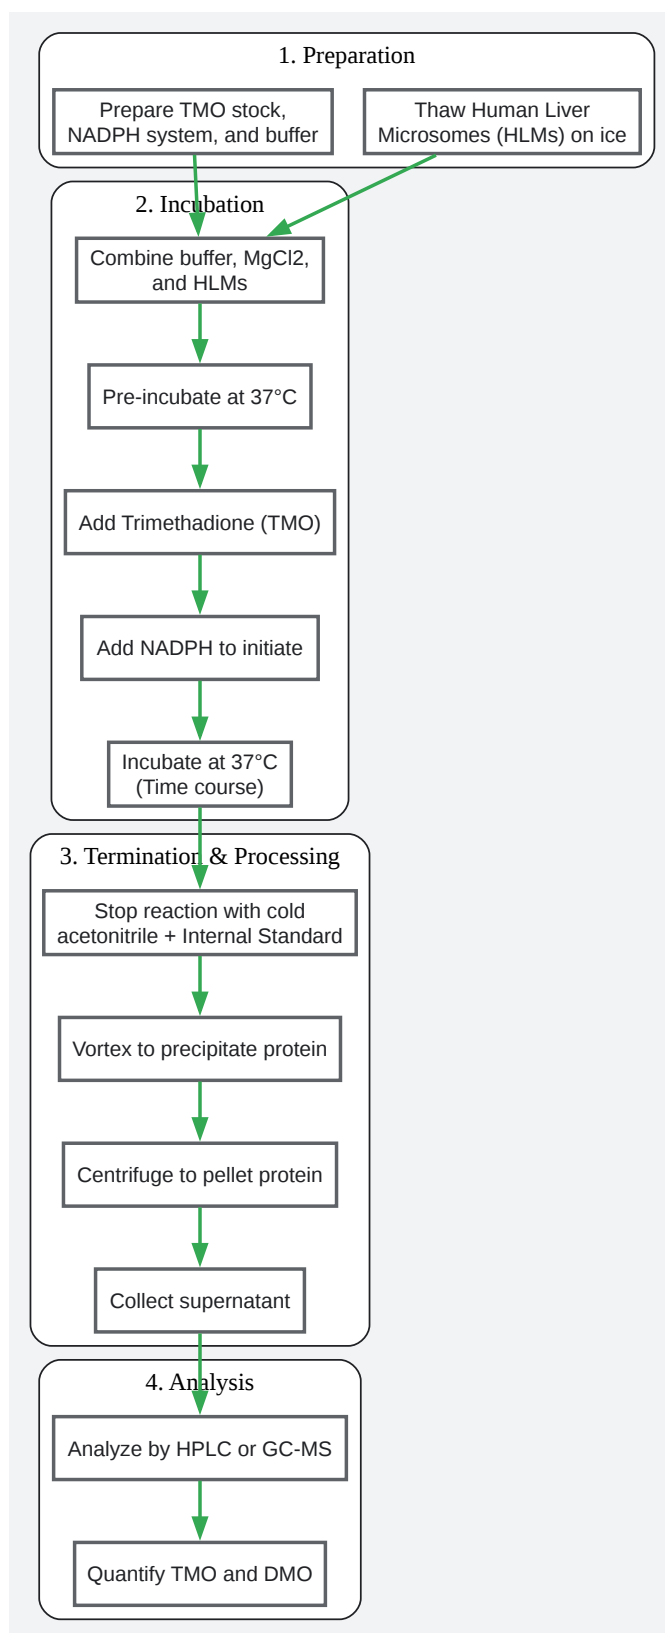 1. Preparation
Prepare TMO stock,
NADPH system, and buffer
Thaw Human Liver
Microsomes (HLMs) on ice
2. Incubation
Combine buffer, MgCl2,
and HLMs
Pre-incubate at 37°C
Add Trimethadione (TMO)
Add NADPH to initiate
Incubate at 37°C
(Time course)
3. Termination & Processing
Stop reaction with cold
acetonitrile + Internal Standard
Vortex to precipitate protein
Centrifuge to pellet protein
Collect supernatant
4. Analysis
Analyze by HPLC or GC-MS
Quantify TMO and DMO